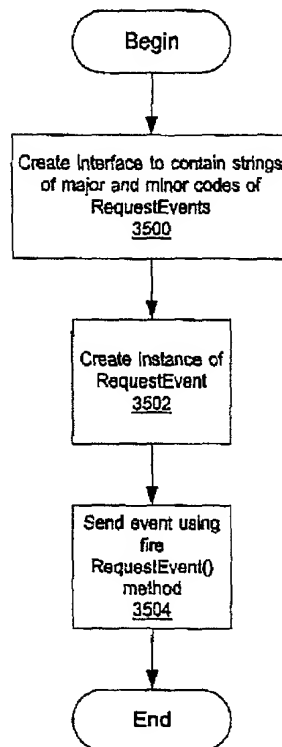 Begin
Create Interface to contain strings
of major and minor codes of
RequestEvents
3500
Create Instance of
RequestEvent
3502
Send event using
fire
RequestEvent()
method
3504
End